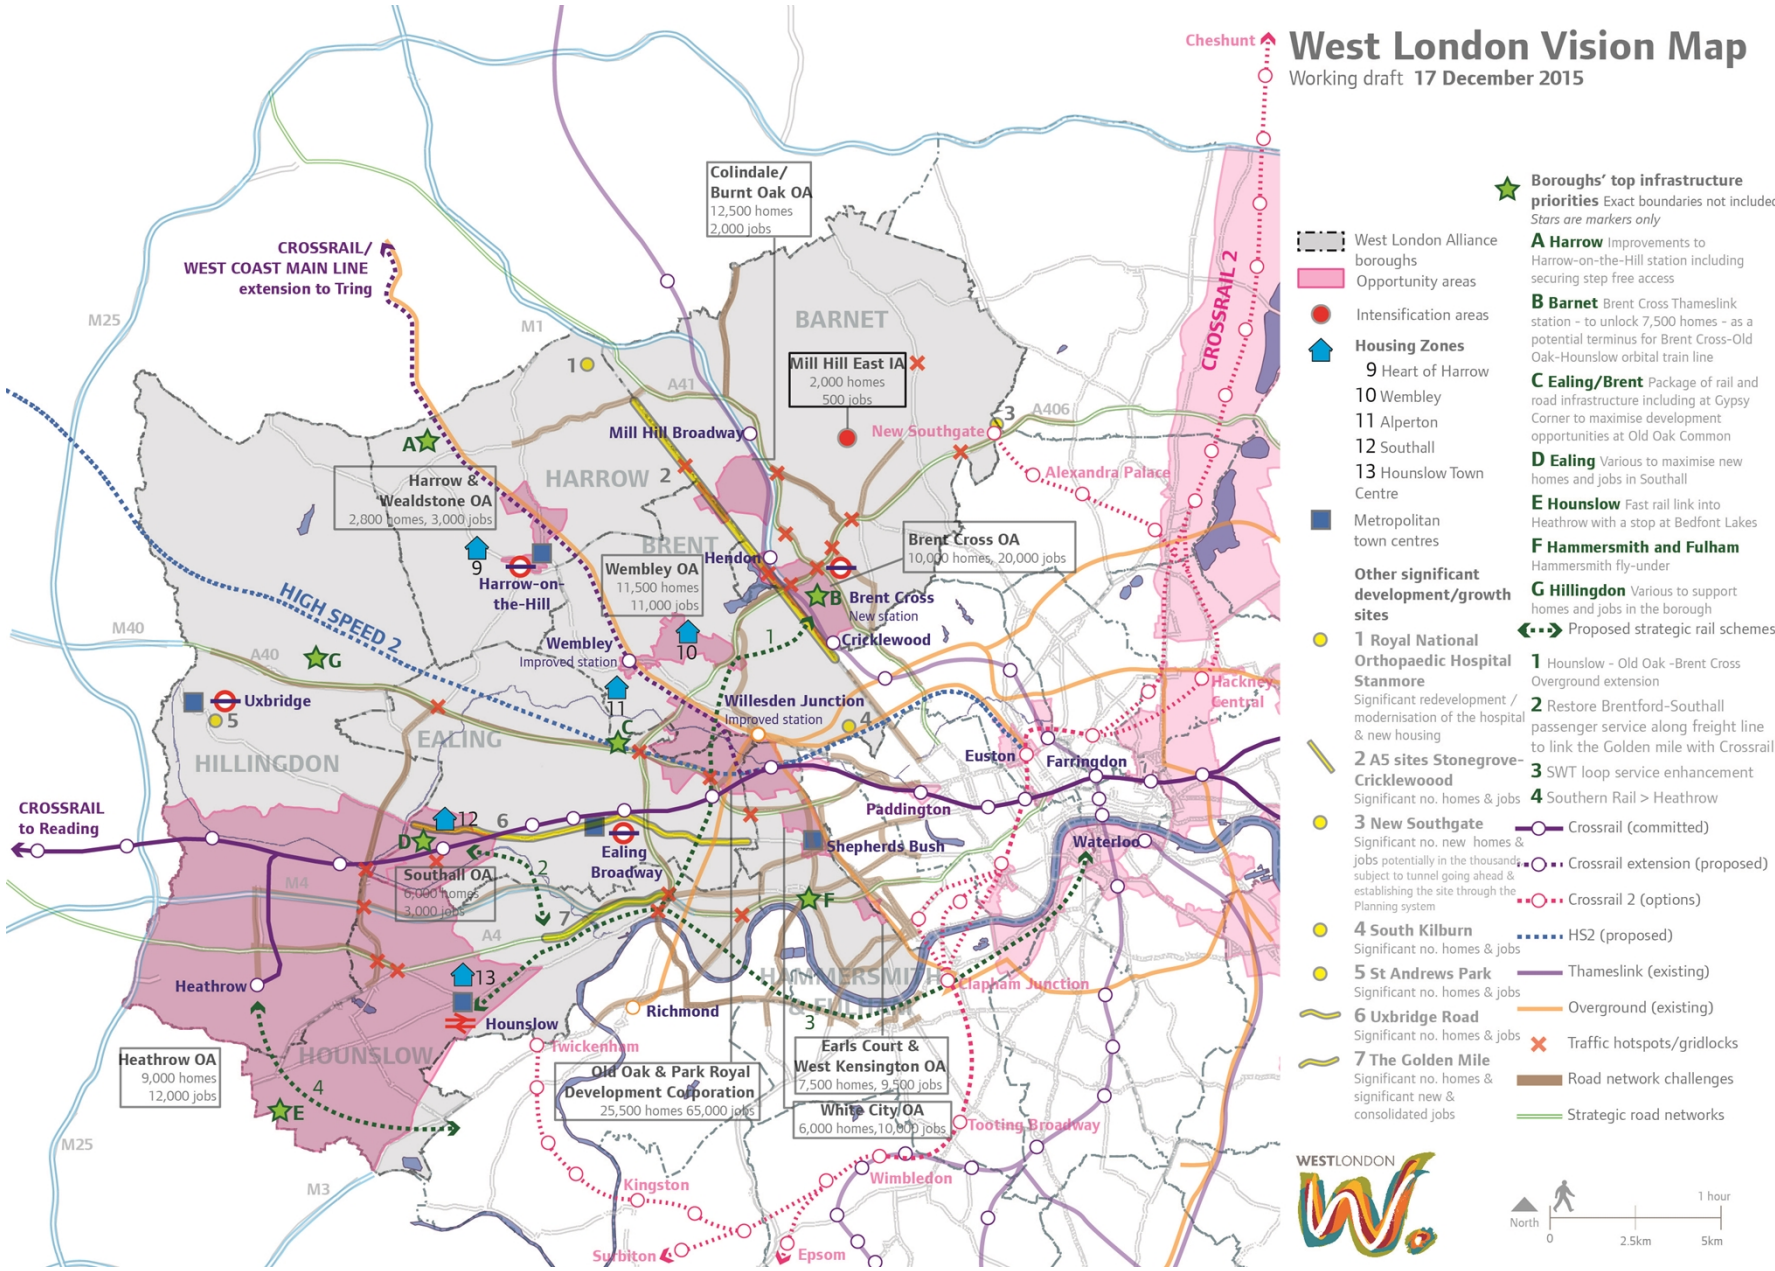 West London Vision Map
Working draft 17 December 2015
Cheshunt
CROSSRAIL 2
Colindale/
Burnt Oak OA
12,500 homes
2,000 jobs
CROSSRAIL/
WEST COAST MAIN LINE
extension to Tring
M25
M1
BARNET
1
A41
Mill Hill East IA
2,000 homes
500 jobs
3
A406
Mill Hill Broadway
New Southgate
A
HARROW
2
Alexandra Palace
Harrow &
Wealdstone OA
2,800 homes, 3,000 jobs
BRENT
Hendon
Brent Cross OA
10,000 homes, 20,000 jobs
9
Harrow-on-
the-Hill
Wembley OA
11,500 homes
11,000 jobs
B
Brent Cross
New station
HIGH SPEED 2
M40
A40
G
1
Cricklewood
10
Wembley
Improved station
Uxbridge
5
11
C
Willesden Junction
Improved station
4
Hackney
Central
EALING
HILLINGDON
Euston
Farringdon
CROSSRAIL
to Reading
Paddington
12
6
D
Ealing
Broadway
Shepherds Bush
Waterloo
Southall OA
6,000 homes
3,000 jobs
2
M4
7
F
A4
Heathrow
13
Hounslow
Richmond
HAMMERSMITH
& FULHAM
Clapham Junction
3
HOUNSLOW
Twickenham
Heathrow OA
9,000 homes
12,000 jobs
4
E
Old Oak & Park Royal
Development Corporation
25,500 homes 65,000 jobs
Earls Court &
West Kensington OA
7,500 homes, 9,500 jobs
White City OA
6,000 homes,10,000 jobs
Tooting Broadway
M25
M3
Kingston
Wimbledon
Surbiton
Epsom
West London Alliance
boroughs
Opportunity areas
Intensification areas
Housing Zones
9 Heart of Harrow
10 Wembley
11 Alperton
12 Southall
13 Hounslow Town
Centre
Metropolitan
town centres
Other significant
development/growth
sites
1 Royal National
Orthopaedic Hospital
Stanmore
Significant redevelopment /
modernisation of the hospital
& new housing
2 A5 sites Stonegrove-
Cricklewoood
Significant no. homes & jobs
3 New Southgate
Significant no. new homes &
jobs potentially in the thousands
subject to tunnel going ahead &
establishing the site through the
Planning system
4 South Kilburn
Significant no. homes & jobs
5 St Andrews Park
Significant no. homes & jobs
6 Uxbridge Road
Significant no. homes & jobs
7 The Golden Mile
Significant no. homes &
significant new &
consolidated jobs
Boroughs' top infrastructure
priorities Exact boundaries not included
Stars are markers only
A Harrow Improvements to
Harrow-on-the-Hill station including
securing step free access
B Barnet Brent Cross Thameslink
station - to unlock 7,500 homes - as a
potential terminus for Brent Cross-Old
Oak-Hounslow orbital train line
C Ealing/Brent Package of rail and
road infrastructure including at Gypsy
Corner to maximise development
opportunities at Old Oak Common
D Ealing Various to maximise new
homes and jobs in Southall
E Hounslow Fast rail link into
Heathrow with a stop at Bedfont Lakes
F Hammersmith and Fulham
Hammersmith fly-under
G Hillingdon Various to support
homes and jobs in the borough
Proposed strategic rail schemes
1 Hounslow - Old Oak -Brent Cross
Overground extension
2 Restore Brentford-Southall
passenger service along freight line
to link the Golden mile with Crossrail
3 SWT loop service enhancement
4 Southern Rail > Heathrow
Crossrail (committed)
Crossrail extension (proposed)
Crossrail 2 (options)
HS2 (proposed)
Thameslink (existing)
Overground (existing)
Traffic hotspots/gridlocks
Road network challenges
Strategic road networks
WESTLONDON
North
1 hour
0
2.5km
5km